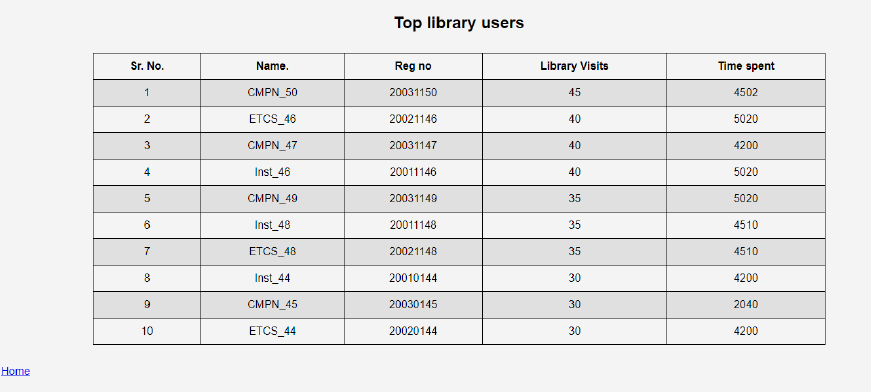 Top library users
Sr. No. Name. Reg no Library Visits Time spent
1 CMPN_50 20031150 45 4502
2 ETCS_46 20021146 40 5020
3 CMPN_47 20031147 40 4200
4 Inst_46 20011146 40 5020
5 CMPN_49 20031149 35 5020
6 Inst_48 20011148 35 4510
7 ETCS_48 20021148 35 4510
8 Inst_44 20010144 30 4200
9 CMPN_45 20030145 30 2040
10 ETCS_44 20020144 30 4200
Home